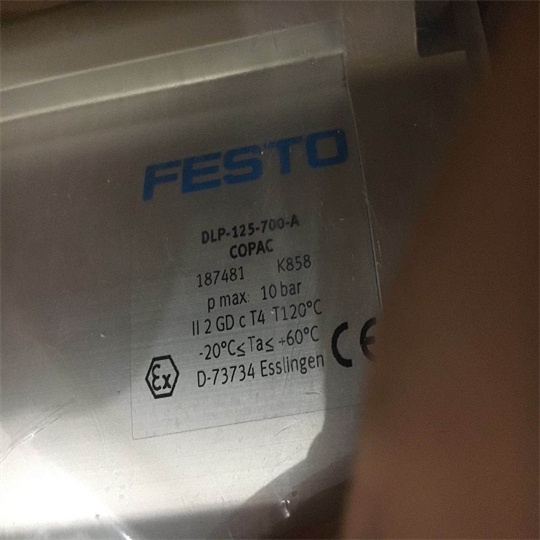 FESTO
DLP-125-700-A
COPAC
187481 K858
p max: 10 bar
II 2 GD c T4 T120°C
-20°C≤Ta≤ +60°C
CE
Ex
D-73734 Esslingen